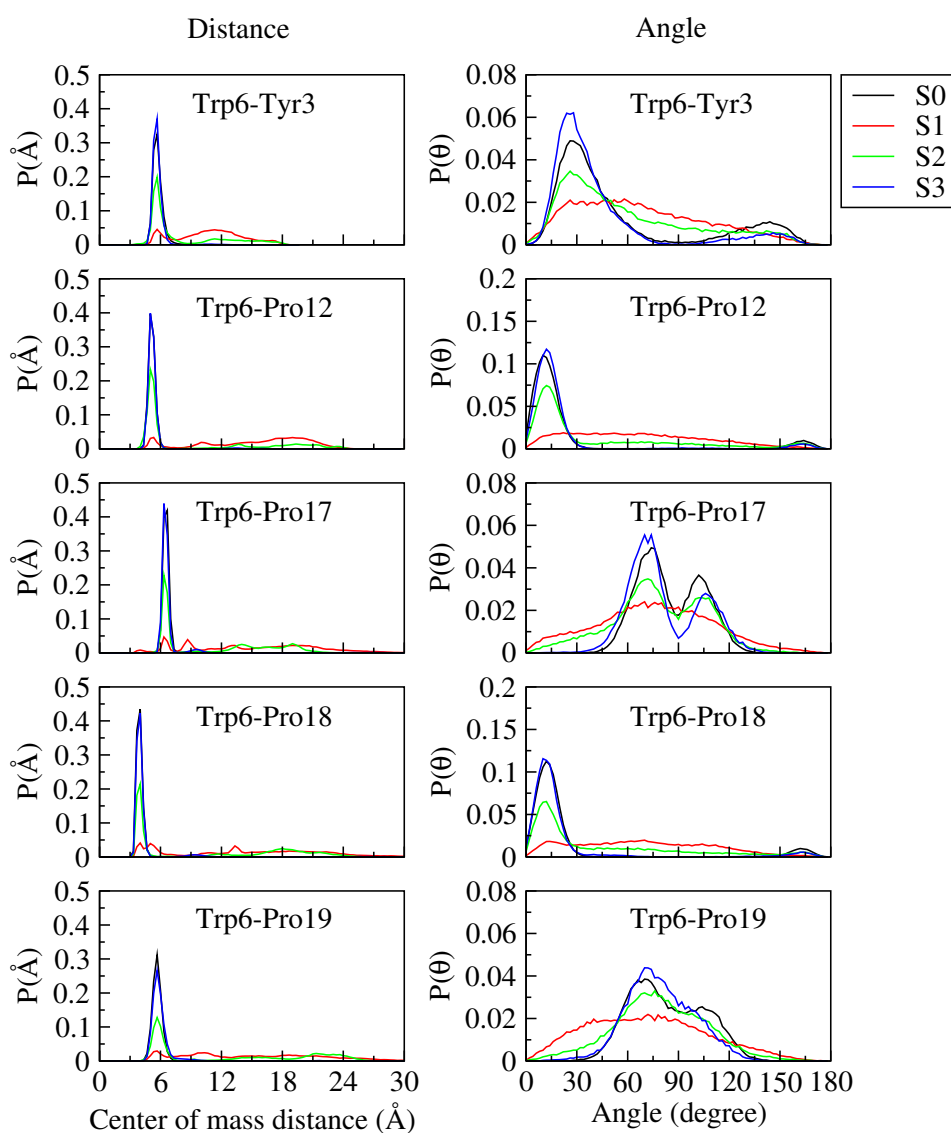 Distance
Angle
0.5
0.4
0.3
0.2
0.1
0
P(Å)
Trp6-Tyr3
0.08
0.06
0.04
0.02
0
P(θ)
Trp6-Tyr3
S0
S1
S2
S3
0.5
0.4
0.3
0.2
0.1
0
P(Å)
Trp6-Pro12
0.2
0.15
0.1
0.05
0
P(θ)
Trp6-Pro12
0.5
0.4
0.3
0.2
0.1
0
P(Å)
Trp6-Pro17
0.08
0.06
0.04
0.02
0
P(θ)
Trp6-Pro17
0.5
0.4
0.3
0.2
0.1
0
P(Å)
Trp6-Pro18
0.2
0.15
0.1
0.05
0
P(θ)
Trp6-Pro18
0 30 60 90 120 150 180
0.5
0.4
0.3
0.2
0.1
0
P(Å)
Trp6-Pro19
0 6 12 18 24 30
Center of mass distance (Å)
0.08
0.06
0.04
0.02
0
P(θ)
Trp6-Pro19
0 30 60 90 120 150 180
Angle (degree)